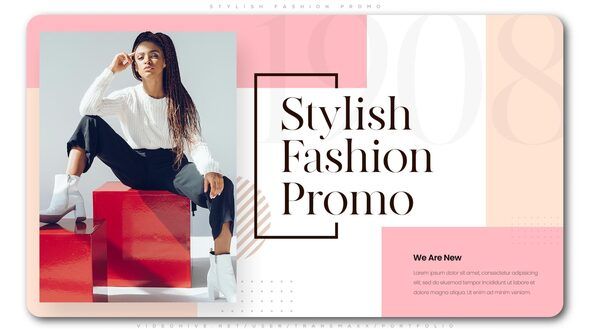 STYLISH FASHION PROMO
1908
Stylish
Fashion
Promo
We Are New
Lorem ipsum dolor sit amet, consectetur adipisicing
elit, sed do eiusmod tempor incididunt ut labore et
dolore magna aliqua. Ut enim ad minim veniam.
VIDEOHIVE.NET/USER/TRANSMAXX/PORTFOLIO